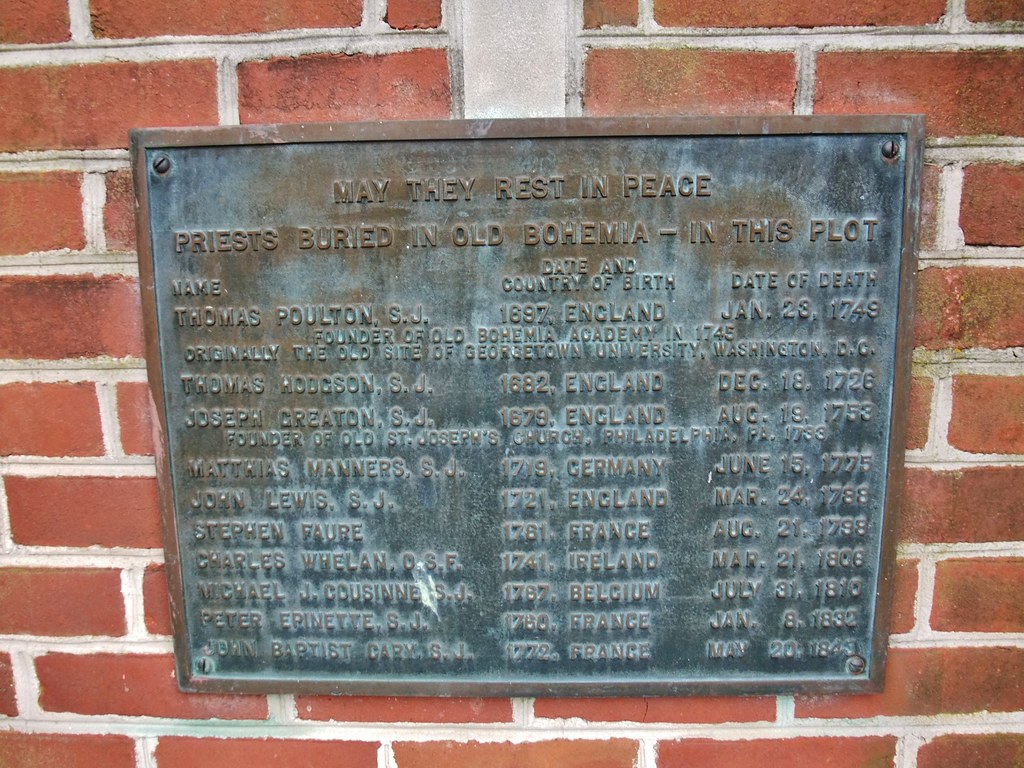 MAY THEY REST IN PEACE
PRIESTS BURIED IN OLD BOHEMIA – IN THIS PLOT
NAME DATE AND COUNTRY OF BIRTH DATE OF DEATH
THOMAS POULTON, S.J. 1697, ENGLAND JAN. 23, 1749
FOUNDER OF OLD BOHEMIA ACADEMY IN 1745
ORIGINALLY THE OLD SITE OF GEORGETOWN UNIVERSITY, WASHINGTON, D.C.
THOMAS HODGSON, S.J. 1682, ENGLAND DEC. 18, 1726
JOSEPH GREATON, S.J. 1679, ENGLAND AUG. 19, 1753
FOUNDER OF OLD ST. JOSEPH'S CHURCH, PHILADELPHIA, PA. 1733
MATTHIAS MANNERS, S.J. 1719, GERMANY JUNE 15, 1775
JOHN LEWIS, S.J. 1721, ENGLAND MAR. 24, 1788
STEPHEN FAURE 1761, FRANCE AUG. 21, 1798
CHARLES WHELAN, O.S.F. 1741, IRELAND MAR. 21, 1806
MICHAEL J. COUSINNE, S.J. 1767, BELGIUM JULY 31, 1819
PETER EPINETTE, S.J. 1760, FRANCE JAN. 8, 1832
JOHN BAPTIST CARY, S.J. 1772, FRANCE MAY 20, 1843